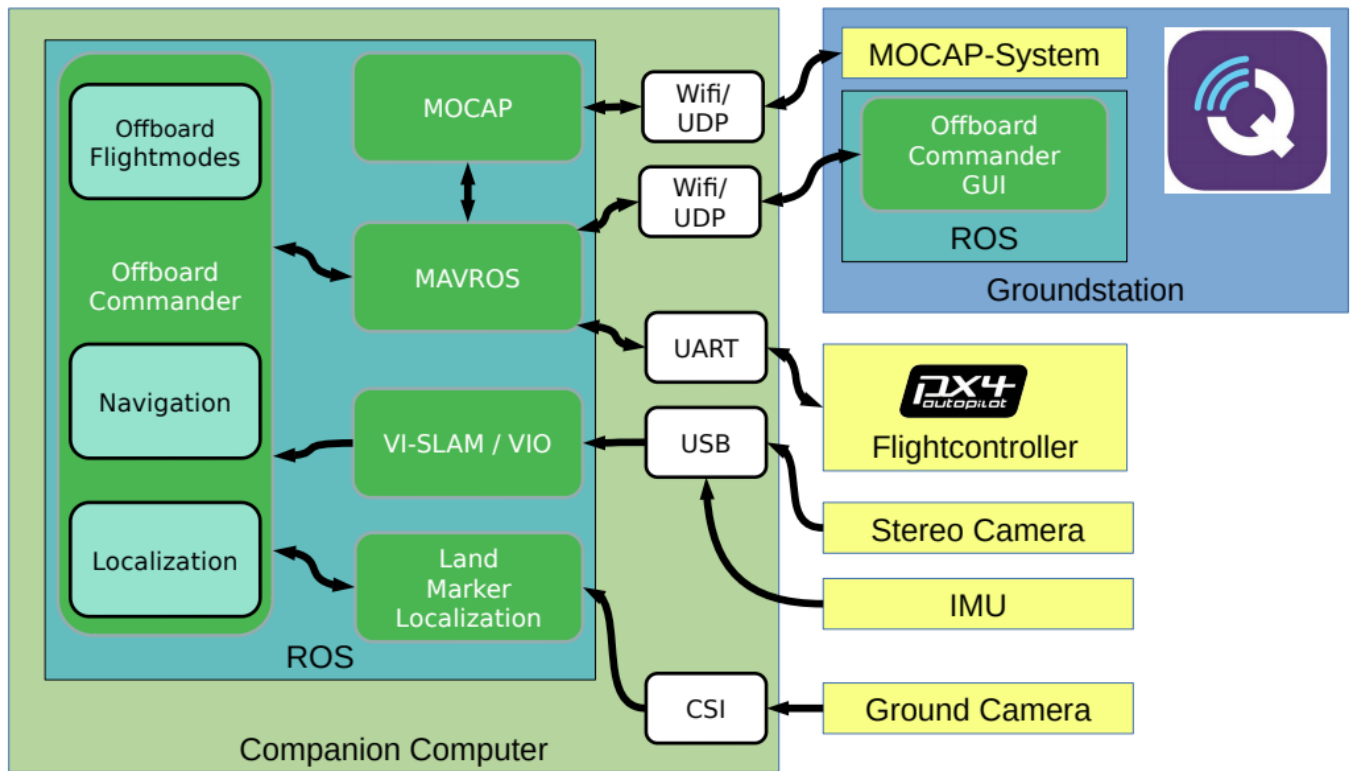 Offboard
Flightmodes
Offboard
Commander
Navigation
Localization
MOCAP
MAVROS
VI-SLAM / VIO
Land
Marker
Localization
ROS
Wifi/
UDP
Wifi/
UDP
UART
USB
CSI
Companion Computer
MOCAP-System
Offboard
Commander
GUI
ROS
Groundstation
Q
px4
autopilot
Flightcontroller
Stereo Camera
IMU
Ground Camera